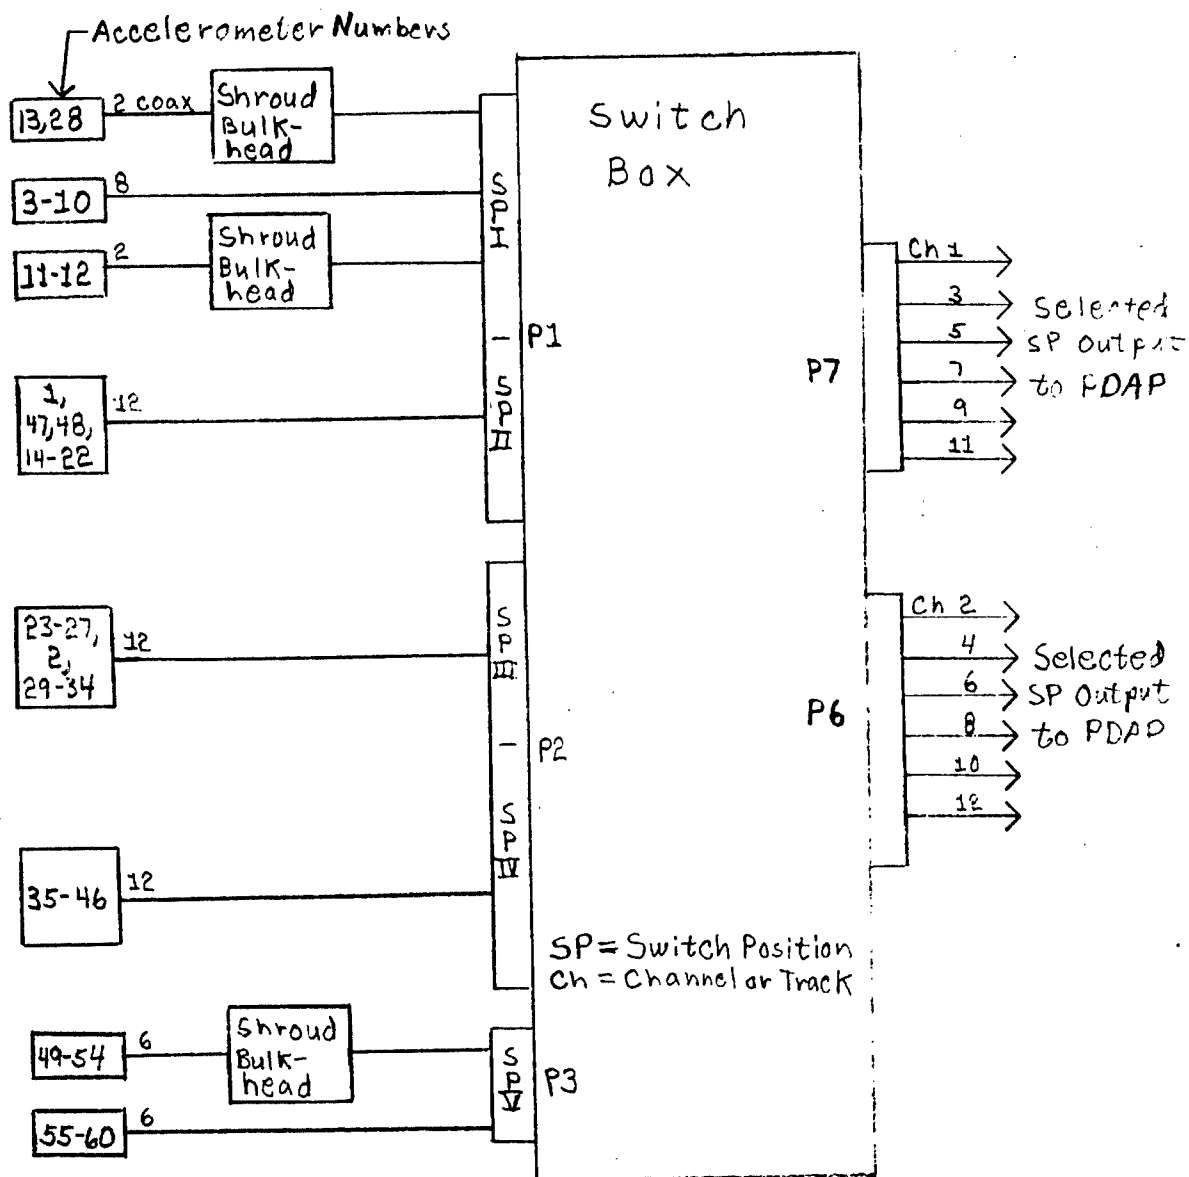 Accelerometer Numbers
13,28
2 coax
Shroud
Bulk-
head
3-10
8
11-12
2
Shroud
Bulk-
head
1,
47,48,
14-22
12
23-27,
2,
29-34
12
35-46
12
49-54
6
Shroud
Bulk-
head
55-60
6
S
P
I
-
S
P
II
P1
S
P
III
-
S
P
IV
P2
S
P
V
P3
Switch
Box
SP = Switch Position
Ch = Channel or Track
P7
Ch 1
3
5
7
9
11
Selected
SP Output
to PDAP
P6
Ch 2
4
6
8
10
12
Selected
SP Output
to PDAP